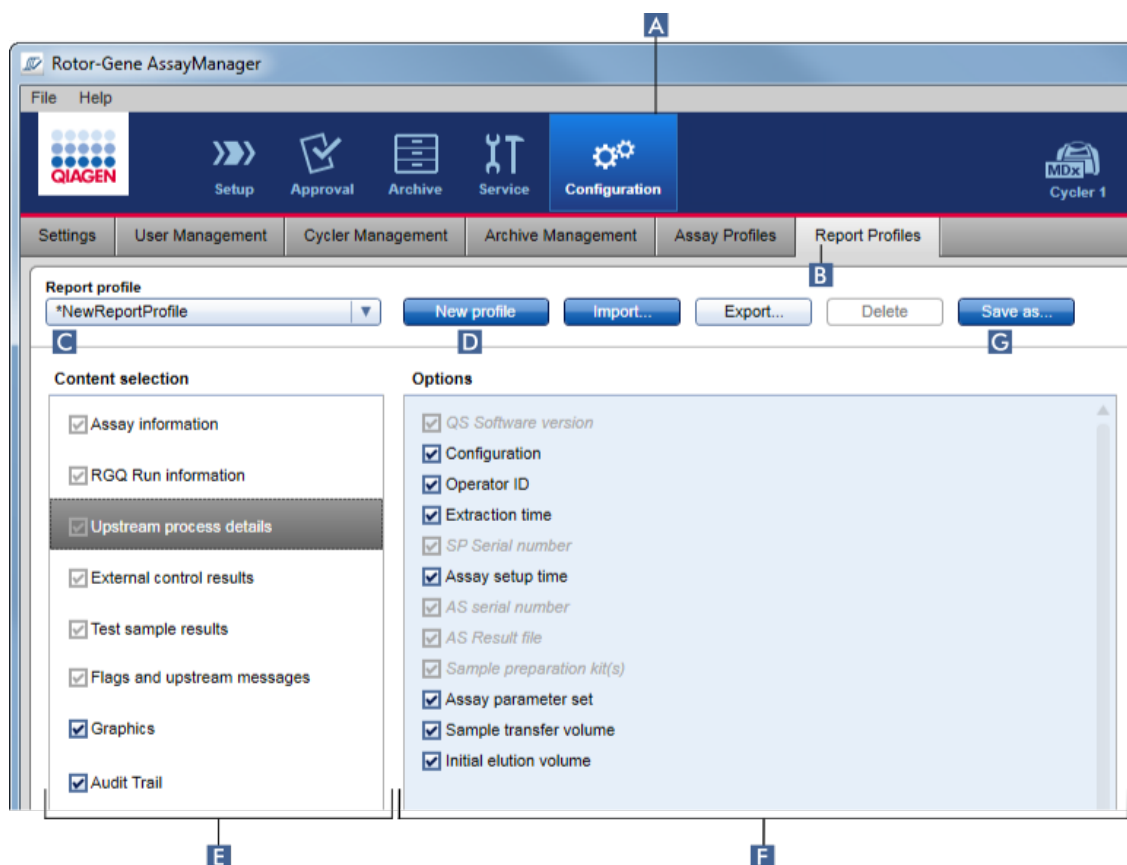 A
Rotor-Gene AssayManager
File Help
QIAGEN
Setup
Approval
Archive
Service
Configuration
MDx
Cycler 1
Settings
User Management
Cycler Management
Archive Management
Assay Profiles
Report Profiles
B
Report profile
*NewReportProfile
New profile
Import...
Export...
Delete
Save as...
C
D
G
Content selection
Assay information
RGQ Run information
Upstream process details
External control results
Test sample results
Flags and upstream messages
Graphics
Audit Trail
Options
QS Software version
Configuration
Operator ID
Extraction time
SP Serial number
Assay setup time
AS serial number
AS Result file
Sample preparation kit(s)
Assay parameter set
Sample transfer volume
Initial elution volume
E
F